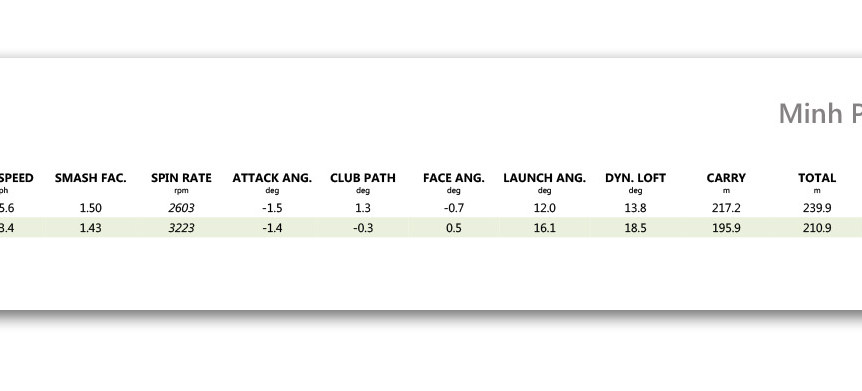 Minh P
SPEED SMASH FAC. SPIN RATE ATTACK ANG. CLUB PATH FACE ANG. LAUNCH ANG. DYN. LOFT CARRY TOTAL
ph rpm deg deg deg deg deg m m
5.6 1.50 2603 -1.5 1.3 -0.7 12.0 13.8 217.2 239.9
3.4 1.43 3223 -1.4 -0.3 0.5 16.1 18.5 195.9 210.9